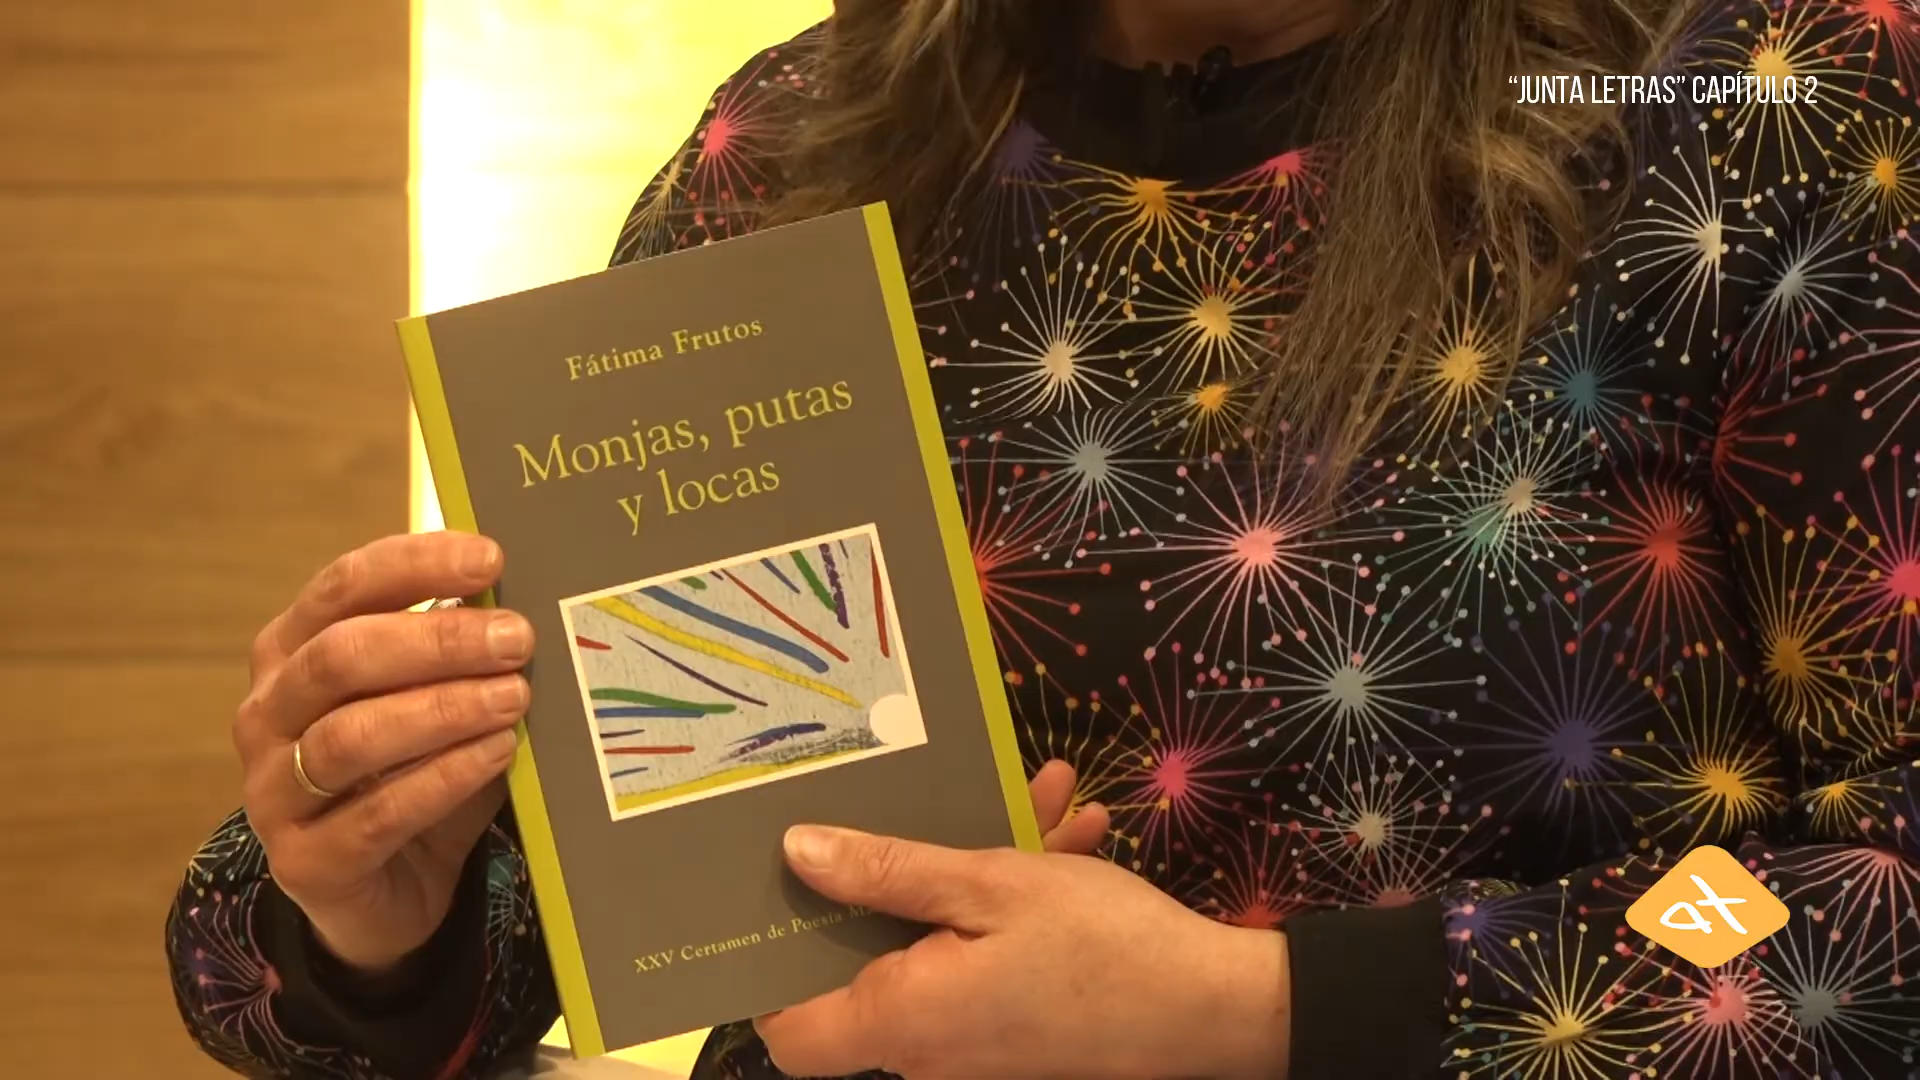 “JUNTA LETRAS” CAPÍTULO 2
Fátima Frutos
Monjas, putas
y locas
XXV Certamen de Poesía